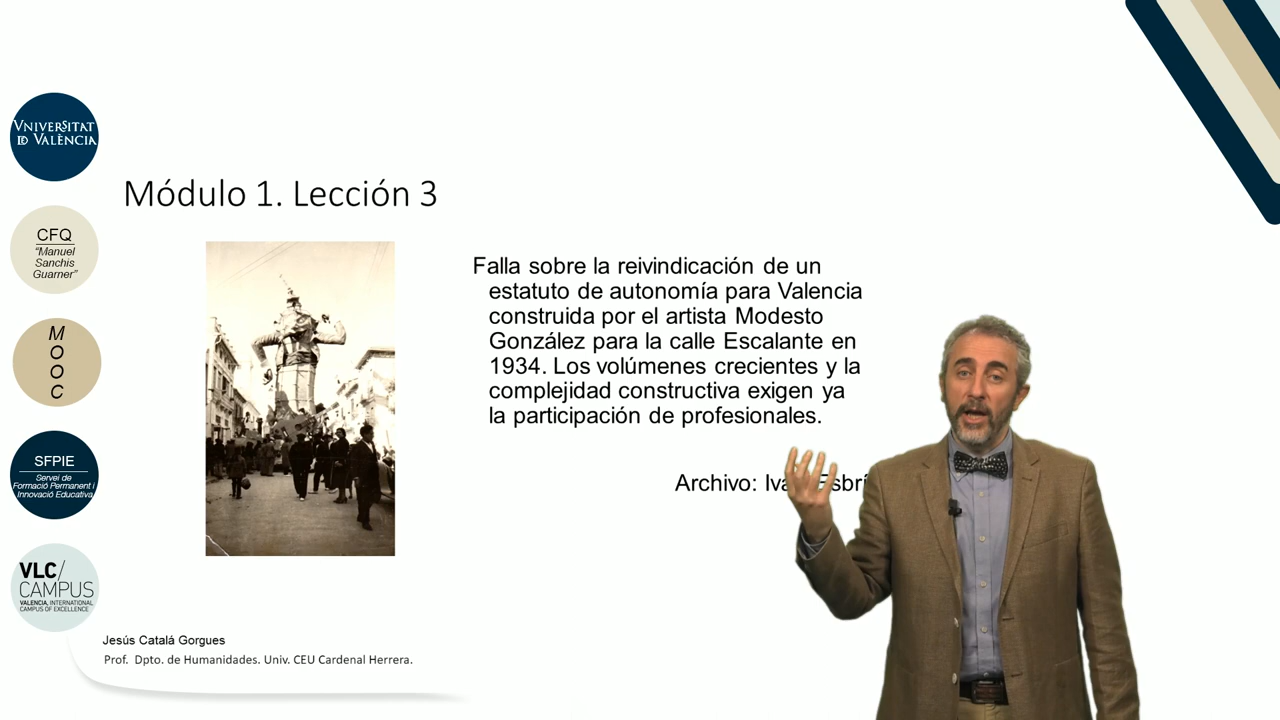 VNIVERSITAT
ID VALÈNCIA
CFQ
“Manuel
Sanchis
Guarner”
M
O
O
C
SFPIE
Servei de
Formació Permanent i
Innovació Educativa
VLC/
CAMPUS
VALENCIA, INTERNATIONAL
CAMPUS OF EXCELLENCE
Módulo 1. Lección 3
Falla sobre la reivindicación de un
estatuto de autonomía para Valencia
construida por el artista Modesto
González para la calle Escalante en
1934. Los volúmenes crecientes y la
complejidad constructiva exigen ya
la participación de profesionales.
Archivo:
Jesús Catalá Gorgues
Prof. Dpto. de Humanidades. Univ. CEU Cardenal Herrera.